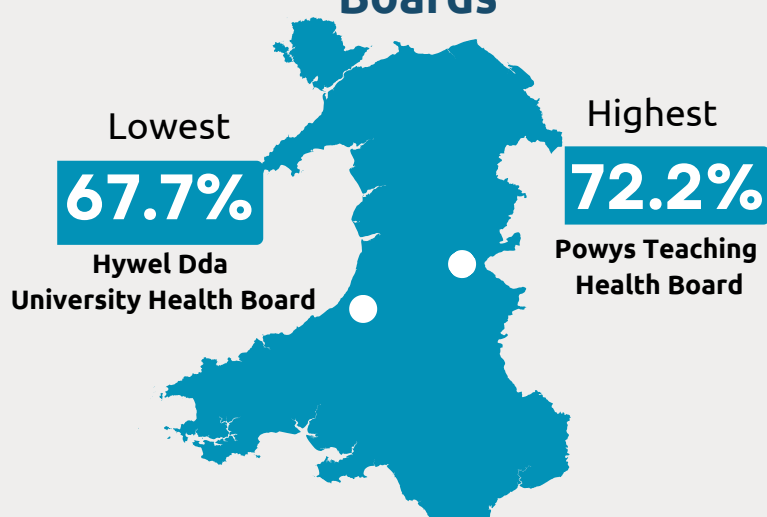 Boards
Lowest
67.7%
Hywel Dda
University Health Board
Highest
72.2%
Powys Teaching
Health Board